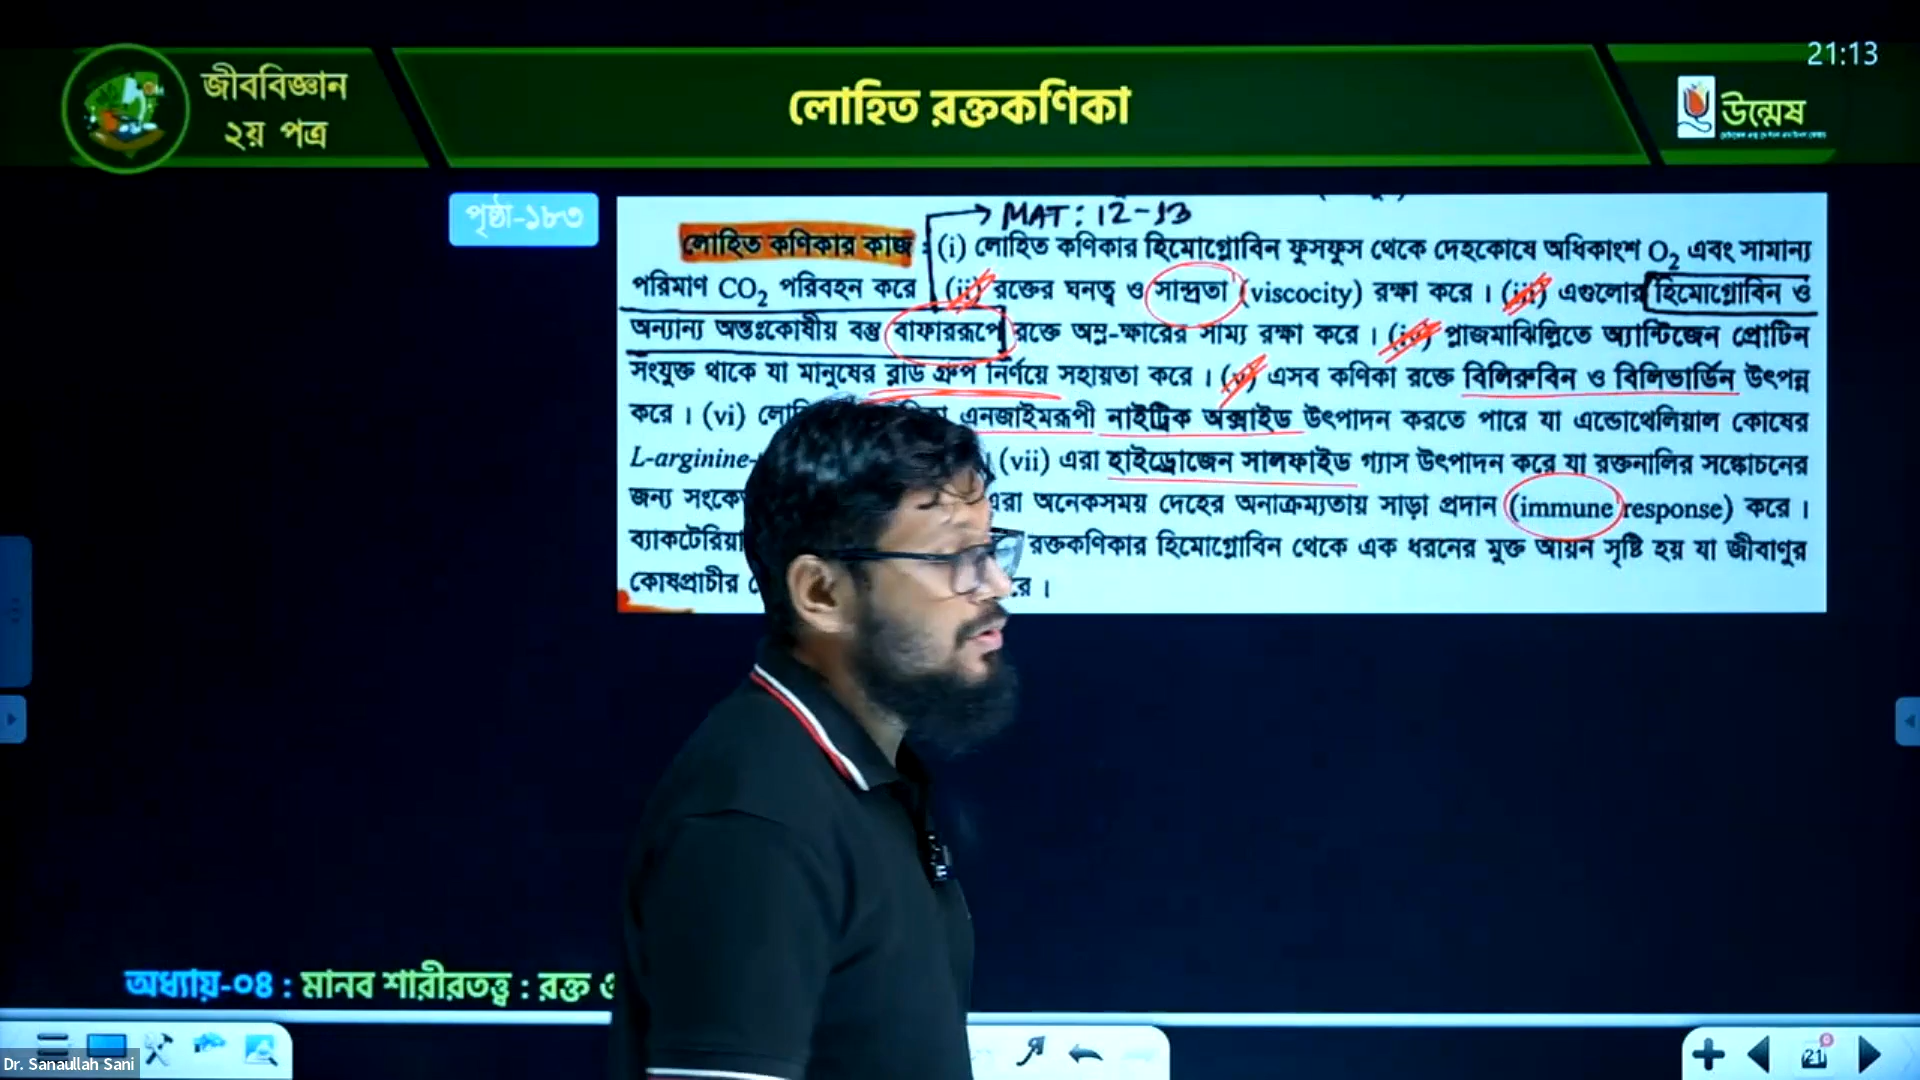 21:13
জীববিজ্ঞান
২য় পত্র
লোহিত রক্তকণিকা
উন্মেষ
পৃষ্ঠা-১৮৩
MAT: 12-13
লোহিত কণিকার কাজ : (i) লোহিত কণিকার হিমোগ্লোবিন ফুসফুস থেকে দেহকোষে অধিকাংশ O₂ এবং সামান্য
পরিমাণ CO₂ পরিবহন করে (ii) রক্তের ঘনত্ব ও সান্দ্রতা (viscocity) রক্ষা করে। (iii) এগুলোর হিমোগ্লোবিন ও
অন্যান্য অন্তঃকোষীয় বস্তু বাফাররূপে রক্তে অম্ল-ক্ষারের সাম্য রক্ষা করে। (iv) প্লাজমাঝিল্লিতে অ্যান্টিজেন প্রোটিন
সংযুক্ত থাকে যা মানুষের ব্লাড গ্রুপ নির্ণয়ে সহায়তা করে। (v) এসব কণিকা রক্তে বিলিরুবিন ও বিলিভার্ডিন উৎপন্ন
করে। (vi) এনজাইমরূপী নাইট্রিক অক্সাইড উৎপাদন করতে পারে যা এন্ডোথেলিয়াল কোষের
L-arginine- (vii) এরা হাইড্রোজেন সালফাইড গ্যাস উৎপাদন করে যা রক্তনালির সঙ্কোচনের
জন্য এরা অনেকসময় দেহের অনাক্রম্যতায় সাড়া প্রদান (immune response) করে।
ব্যাকটেরিয়া রক্তকণিকার হিমোগ্লোবিন থেকে এক ধরনের মুক্ত আয়ন সৃষ্টি হয় যা জীবাণুর
কোষপ্রাচীর
অধ্যায়-০৪ : মানব শারীরতত্ত্ব : রক্ত ও
Dr. Sanaullah Sani
21